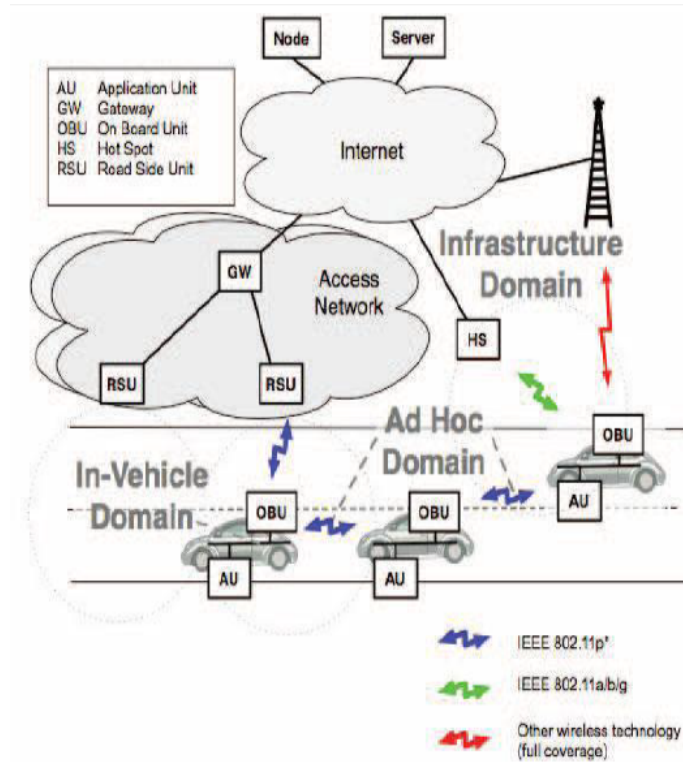 Node
Server
AU Application Unit
GW Gateway
OBU On Board Unit
HS Hot Spot
RSU Road Side Unit
Internet
Infrastructure
Domain
GW
Access
Network
HS
RSU
RSU
Ad Hoc
Domain
OBU
In-Vehicle
Domain
AU
OBU
OBU
AU
AU
IEEE 802.11p*
IEEE 802.11a/b/g
Other wireless technology
(full coverage)